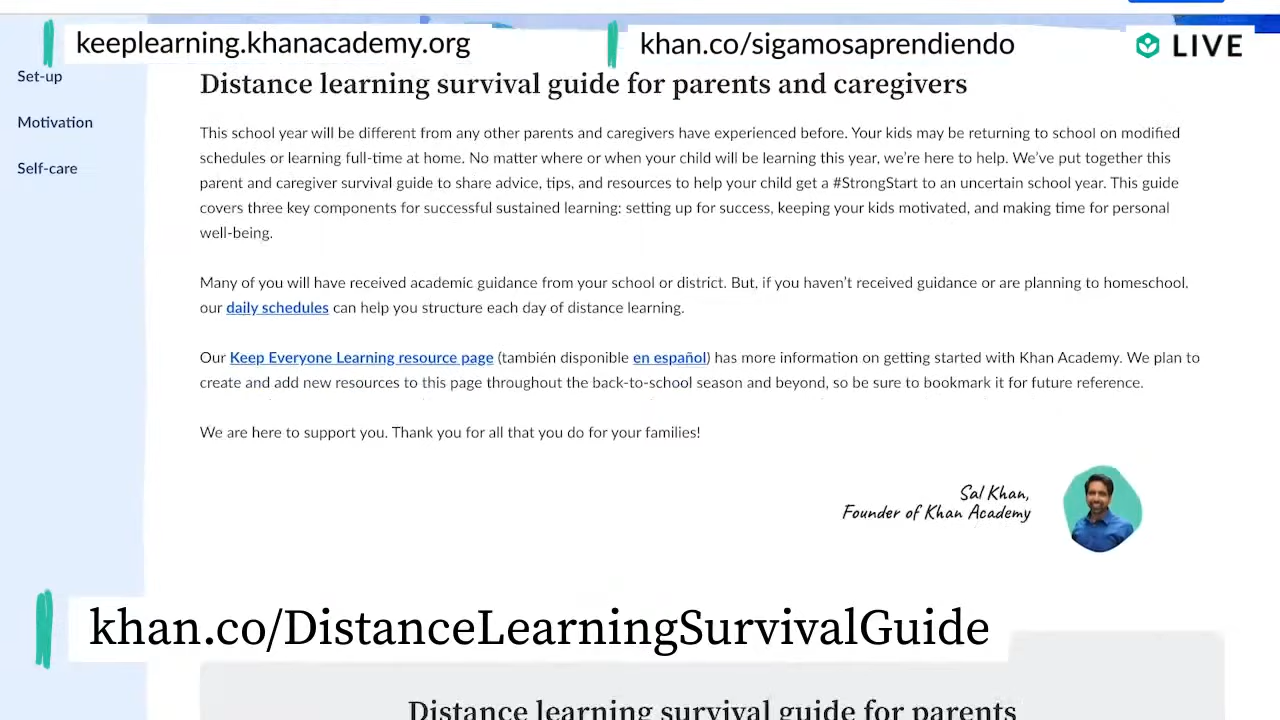 keeplearning.khanacademy.org
khan.co/sigamosaprendiendo
LIVE
Set-up
Motivation
Self-care
Distance learning survival guide for parents and caregivers
This school year will be different from any other parents and caregivers have experienced before. Your kids may be returning to school on modified
schedules or learning full-time at home. No matter where or when your child will be learning this year, we’re here to help. We’ve put together this
parent and caregiver survival guide to share advice, tips, and resources to help your child get a #StrongStart to an uncertain school year. This guide
covers three key components for successful sustained learning: setting up for success, keeping your kids motivated, and making time for personal
well-being.
Many of you will have received academic guidance from your school or district. But, if you haven’t received guidance or are planning to homeschool,
our daily schedules can help you structure each day of distance learning.
Our Keep Everyone Learning resource page (también disponible en español) has more information on getting started with Khan Academy. We plan to
create and add new resources to this page throughout the back-to-school season and beyond, so be sure to bookmark it for future reference.
We are here to support you. Thank you for all that you do for your families!
Sal Khan,
Founder of Khan Academy
khan.co/DistanceLearningSurvivalGuide
Distance learning survival guide for parents